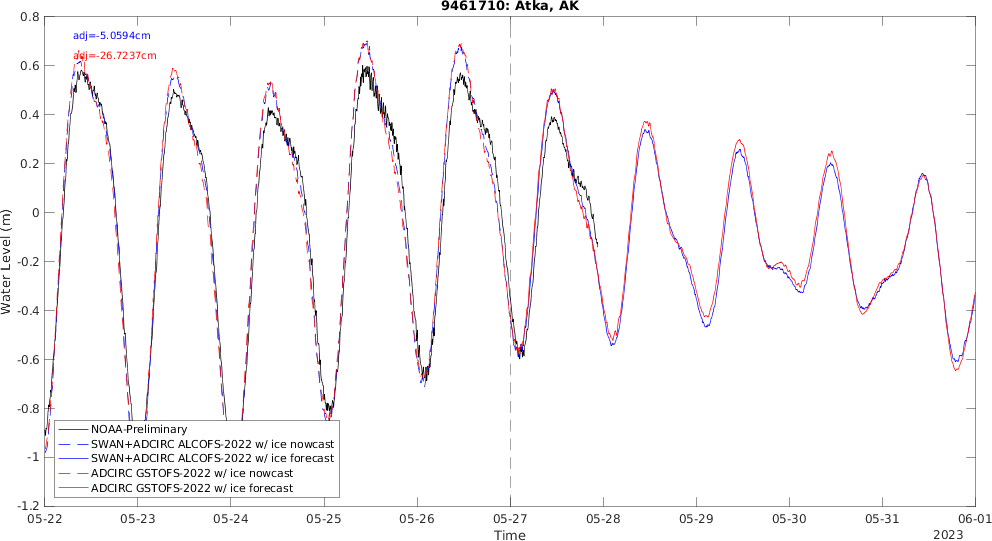 9461710: Atka, AK
adj=-5.0594cm
adj=-26.7237cm
0.8
0.6
0.4
0.2
0
-0.2
-0.4
-0.6
-0.8
-1
-1.2
Water Level (m)
NOAA-Preliminary
SWAN+ADCIRC ALCOFS-2022 w/ ice nowcast
SWAN+ADCIRC ALCOFS-2022 w/ ice forecast
ADCIRC GSTOFS-2022 w/ ice nowcast
ADCIRC GSTOFS-2022 w/ ice forecast
05-22 05-23 05-24 05-25 05-26 05-27 05-28 05-29 05-30 05-31 06-01
Time
2023